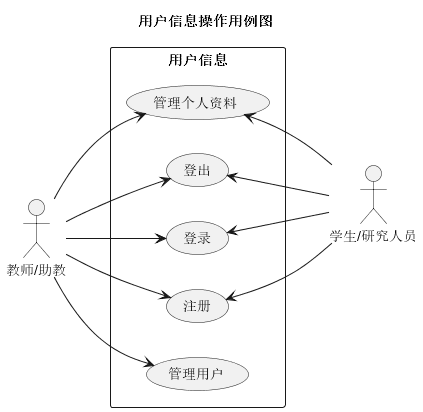 用户信息操作用例图
用户信息
管理个人资料
登出
登录
注册
管理用户
教师/助教
学生/研究人员